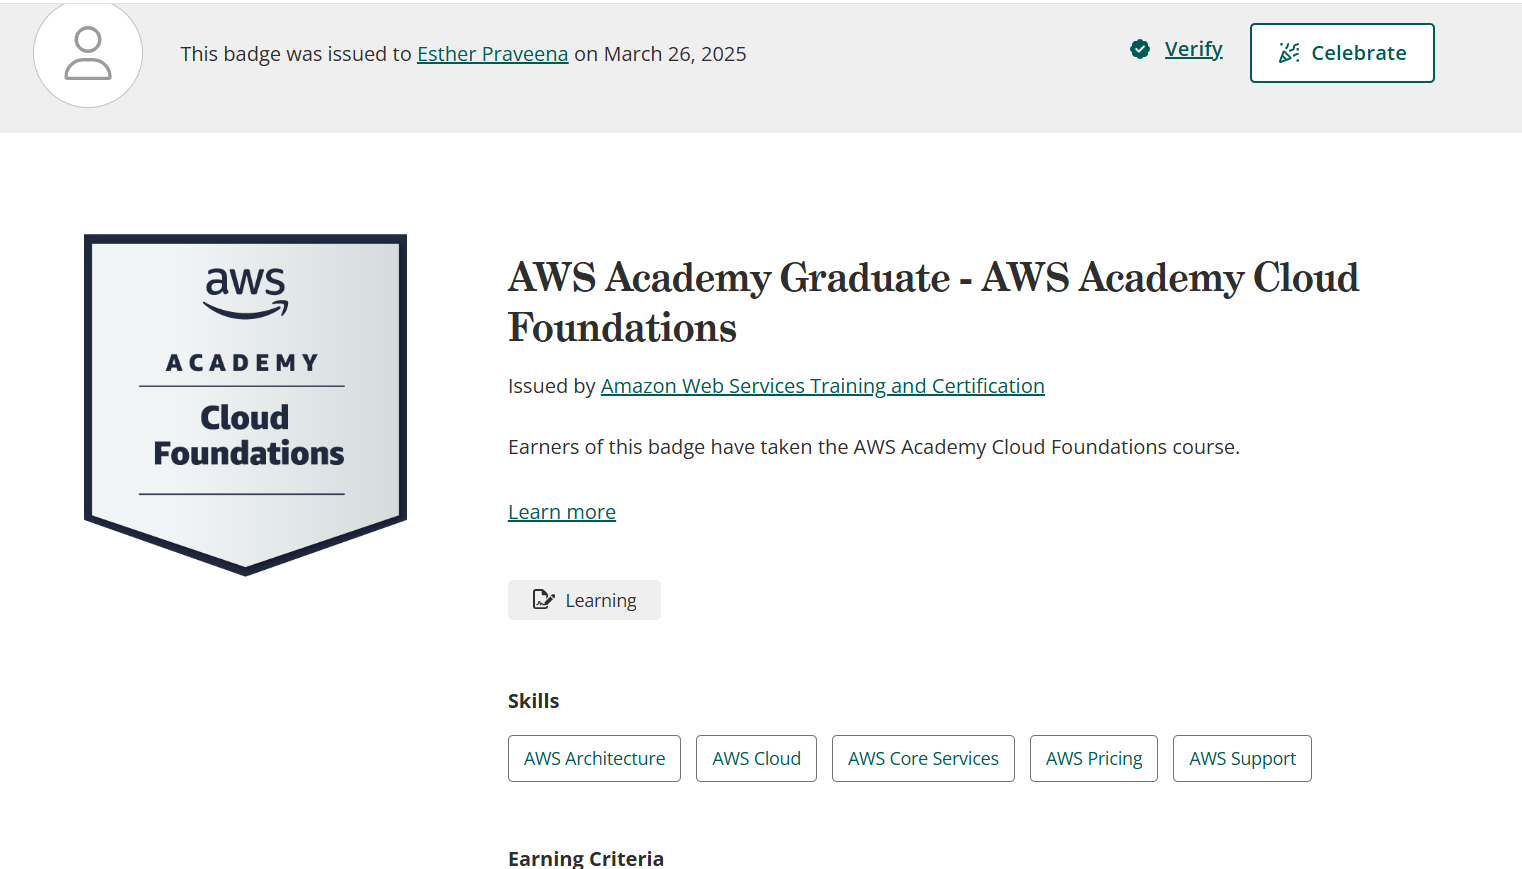 This badge was issued to Esther Praveena on March 26, 2025
Verify
Celebrate
aws
ACADEMY
Cloud
Foundations
AWS Academy Graduate - AWS Academy Cloud
Foundations
Issued by Amazon Web Services Training and Certification
Earners of this badge have taken the AWS Academy Cloud Foundations course.
Learn more
Learning
Skills
AWS Architecture
AWS Cloud
AWS Core Services
AWS Pricing
AWS Support
Earning Criteria